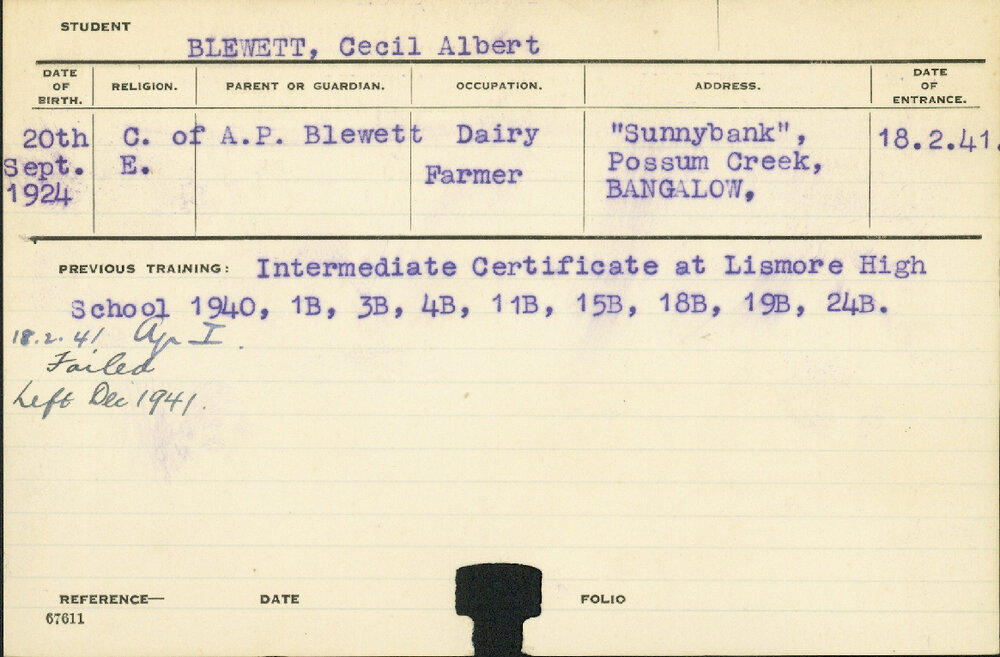 STUDENT
BLEWETT, Cecil Albert
DATE OF BIRTH. RELIGION. PARENT OR GUARDIAN. OCCUPATION. ADDRESS. DATE OF ENTRANCE.
20th C. of A.P. Blewett Dairy "Sunnybank", 18.2.41.
Sept. E. Farmer Possum Creek,
1924 BANGALOW,
PREVIOUS TRAINING: Intermediate Certificate at Lismore High
School 1940, 1B, 3B, 4B, 11B, 15B, 18B, 19B, 24B.
18.2.41 Ag I.
Failed
Left Dec 1941.
REFERENCE— DATE FOLIO
67611